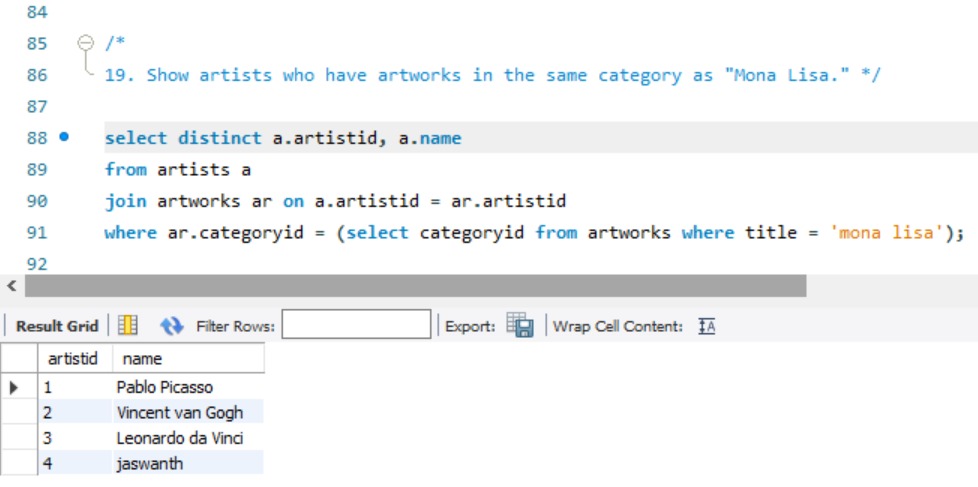 84
85 /*
86 19. Show artists who have artworks in the same category as "Mona Lisa." */
87
88 select distinct a.artistid, a.name
89 from artists a
90 join artworks ar on a.artistid = ar.artistid
91 where ar.categoryid = (select categoryid from artworks where title = 'mona lisa');
92
Result Grid Filter Rows: Export: Wrap Cell Content: IA
artistid name
1 Pablo Picasso
2 Vincent van Gogh
3 Leonardo da Vinci
4 jaswanth